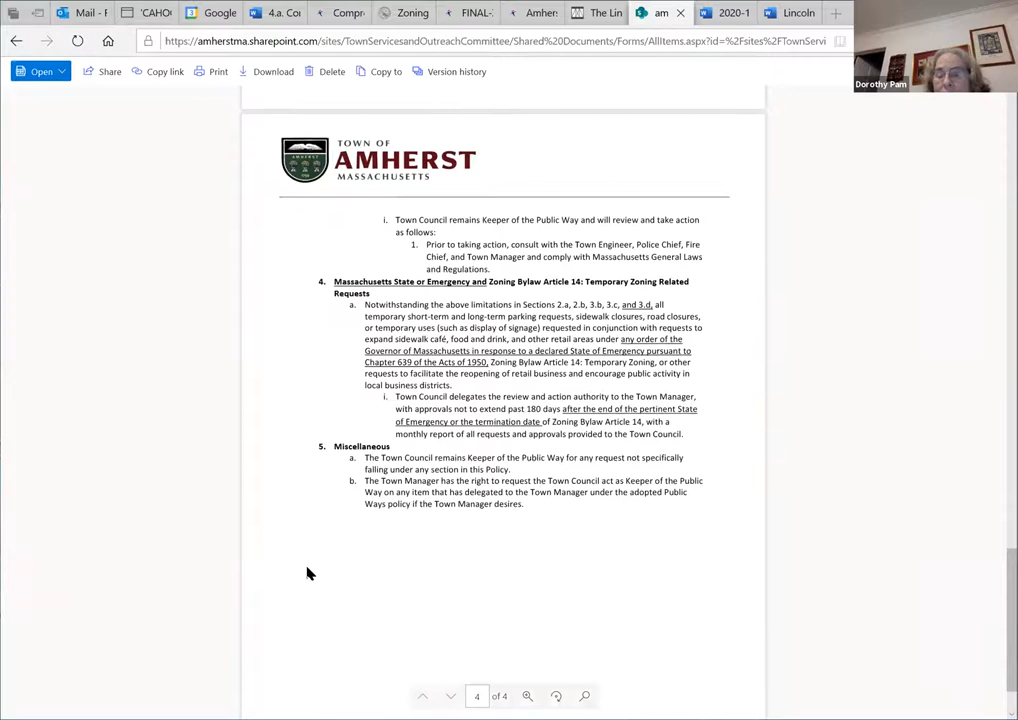 Mail - F
'CAHO
Google
4.a. Cor
Compre
Zoning
FINAL-
Amhers
The Lin
am
2020-1
Lincoln
https://amherstma.sharepoint.com/sites/TownServicesandOutreachCommittee/Shared%20Documents/Forms/AllItems.aspx?id=%2Fsites%2FTownServi
Open
Share
Copy link
Print
Download
Delete
Copy to
Version history
Dorothy Pam
TOWN OF
AMHERST
MASSACHUSETTS
i. Town Council remains Keeper of the Public Way and will review and take action
as follows:
1. Prior to taking action, consult with the Town Engineer, Police Chief, Fire
Chief, and Town Manager and comply with Massachusetts General Laws
and Regulations.
4. Massachusetts State or Emergency and Zoning Bylaw Article 14: Temporary Zoning Related
Requests
a. Notwithstanding the above limitations in Sections 2.a, 2.b, 3.b, 3.c, and 3.d, all
temporary short-term and long-term parking requests, sidewalk closures, road closures,
or temporary uses (such as display of signage) requested in conjunction with requests to
expand sidewalk café, food and drink, and other retail areas under any order of the
Governor of Massachusetts in response to a declared State of Emergency pursuant to
Chapter 639 of the Acts of 1950, Zoning Bylaw Article 14: Temporary Zoning, or other
requests to facilitate the reopening of retail business and encourage public activity in
local business districts.
i. Town Council delegates the review and action authority to the Town Manager,
with approvals not to extend past 180 days after the end of the pertinent State
of Emergency or the termination date of Zoning Bylaw Article 14, with a
monthly report of all requests and approvals provided to the Town Council.
5. Miscellaneous
a. The Town Council remains Keeper of the Public Way for any request not specifically
falling under any section in this Policy.
b. The Town Manager has the right to request the Town Council act as Keeper of the Public
Way on any item that has delegated to the Town Manager under the adopted Public
Ways policy if the Town Manager desires.
4 of 4